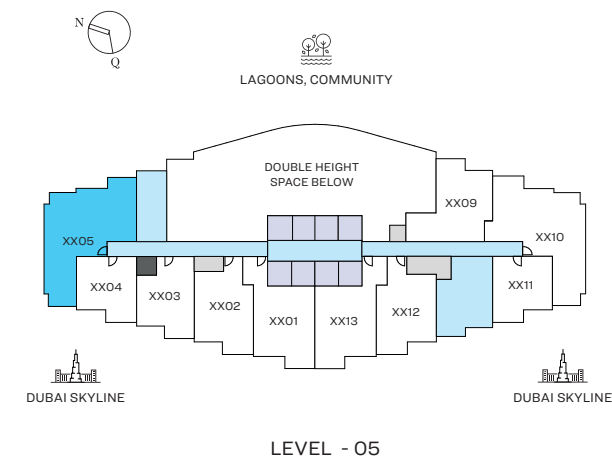 N
Q
LAGOONS, COMMUNITY
DOUBLE HEIGHT
SPACE BELOW
XX09
XX05
XX10
XX04
XX03
XX02
XX01
XX13
XX12
XX11
DUBAI SKYLINE
DUBAI SKYLINE
LEVEL - 05